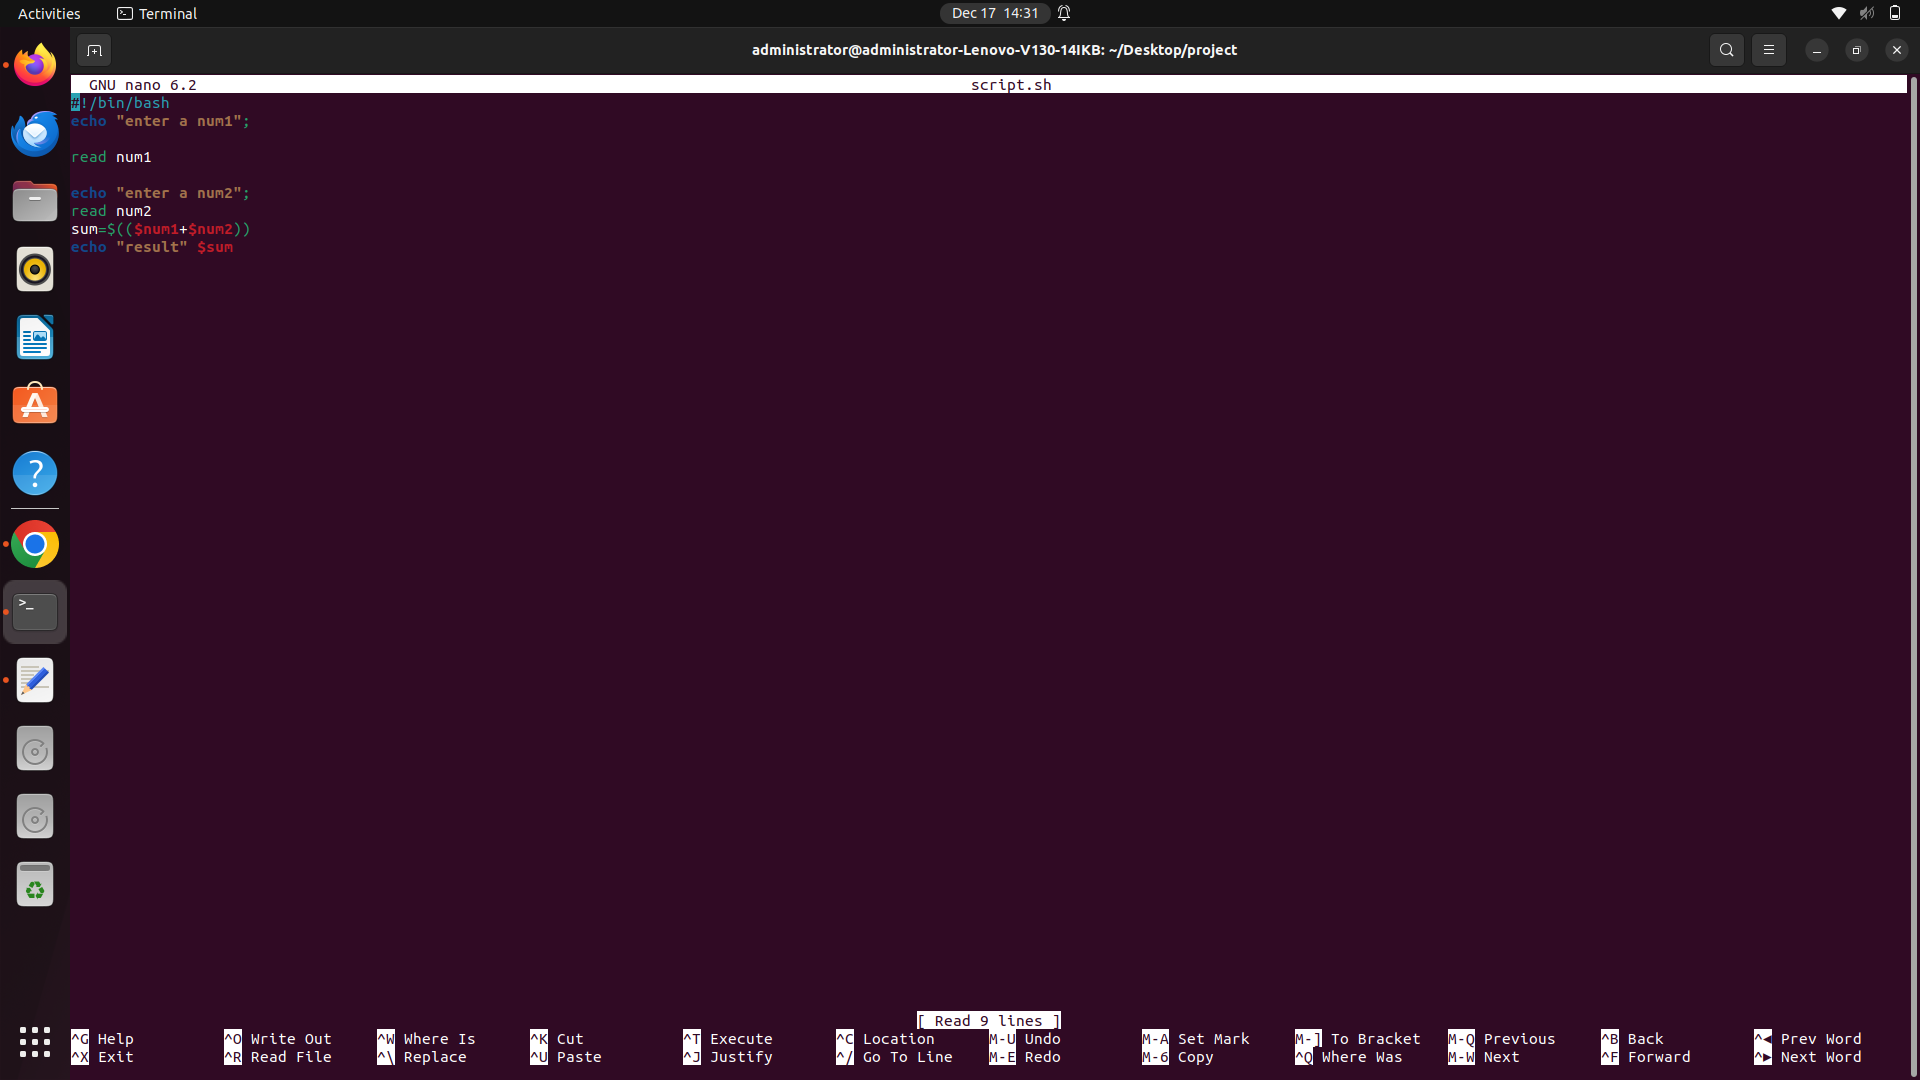 Activities Terminal Dec 17 14:31
administrator@administrator-Lenovo-V130-14IKB: ~/Desktop/project
GNU nano 6.2 script.sh
#!/bin/bash
echo "enter a num1";
read num1
echo "enter a num2";
read num2
sum=$(($num1+$num2))
echo "result" $sum
[ Read 9 lines ]
^G Help ^O Write Out ^W Where Is ^K Cut ^T Execute ^C Location M-U Undo M-A Set Mark M-] To Bracket M-Q Previous ^B Back ^◀ Prev Word
^X Exit ^R Read File ^\ Replace ^U Paste ^J Justify ^/ Go To Line M-E Redo M-6 Copy ^Q Where Was M-W Next ^F Forward ^▶ Next Word